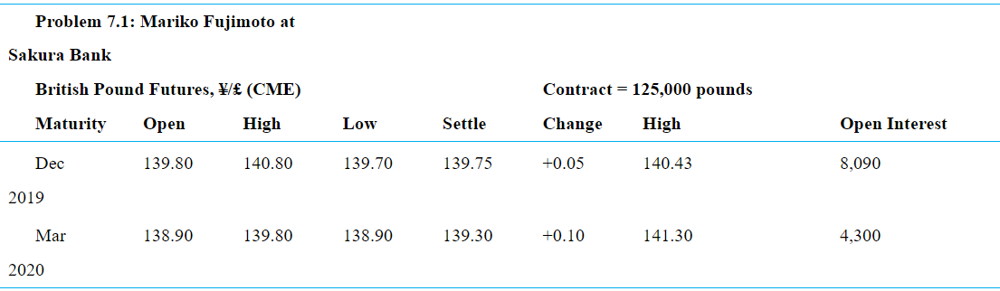 Problem 7.1: Mariko Fujimoto at
Sakura Bank
British Pound Futures, ¥/£ (CME) Contract = 125,000 pounds
Maturity Open High Low Settle Change High Open Interest
Dec 139.80 140.80 139.70 139.75 +0.05 140.43 8,090
2019
Mar 138.90 139.80 138.90 139.30 +0.10 141.30 4,300
2020